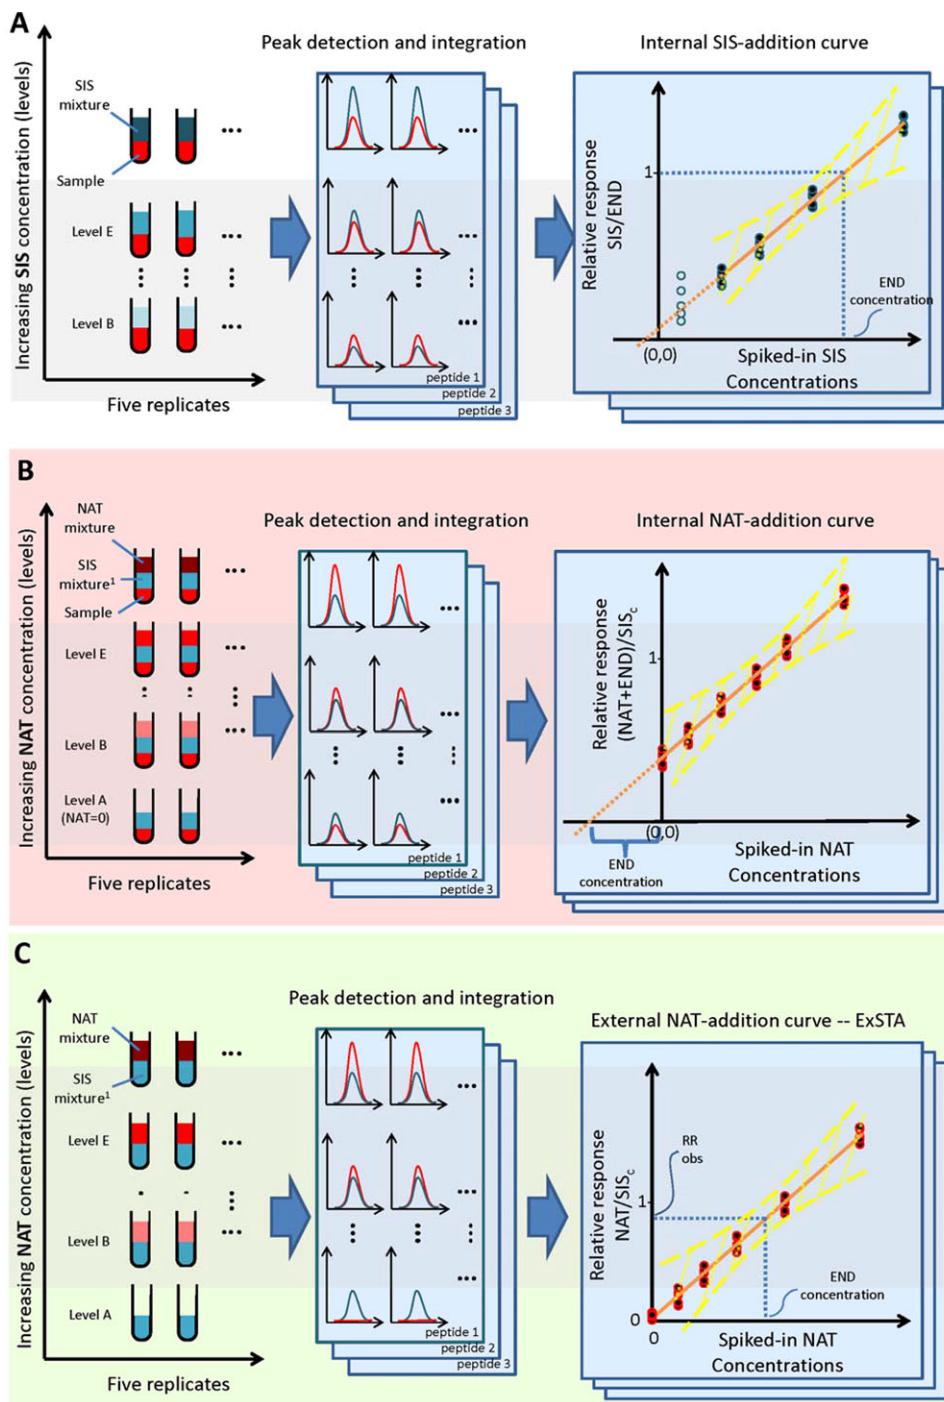 A
Increasing SIS concentration (levels)
SIS
mixture
Sample
Level E
Level B
Five replicates
Peak detection and integration
peptide 1
peptide 2
peptide 3
Internal SIS-addition curve
Relative response
SIS/END
1
END
concentration
(0,0)
Spiked-in SIS
Concentrations
B
Increasing NAT concentration (levels)
NAT
mixture
SIS
mixture¹
Sample
Level E
Level B
Level A
(NAT=0)
Five replicates
Peak detection and integration
peptide 1
peptide 2
peptide 3
Internal NAT-addition curve
Relative response
(NAT+END)/SISc
1
(0,0)
END
concentration
Spiked-in NAT
Concentrations
C
Increasing NAT concentration (levels)
NAT
mixture
SIS
mixture¹
Level E
Level B
Level A
Five replicates
Peak detection and integration
peptide 1
peptide 2
peptide 3
External NAT-addition curve -- ExSTA
Relative response
NAT/SISc
RR
obs
1
END
concentration
0
0
Spiked-in NAT
Concentrations